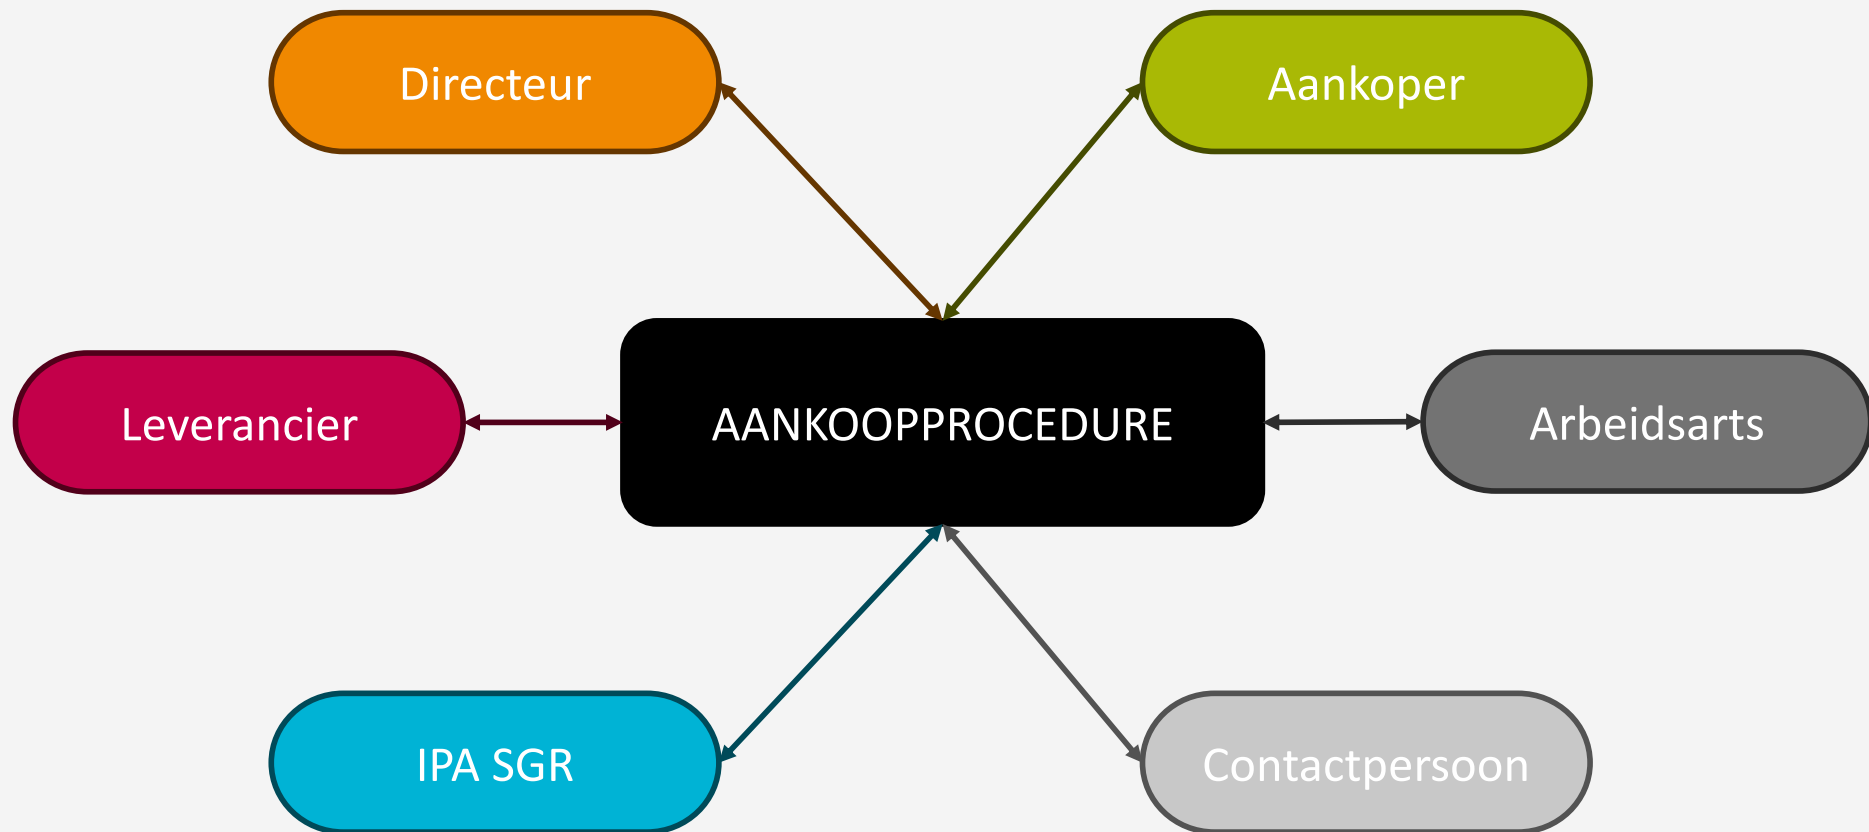 Directeur
Aankoper
Leverancier
AANKOOPPROCEDURE
Arbeidsarts
IPA SGR
Contactpersoon